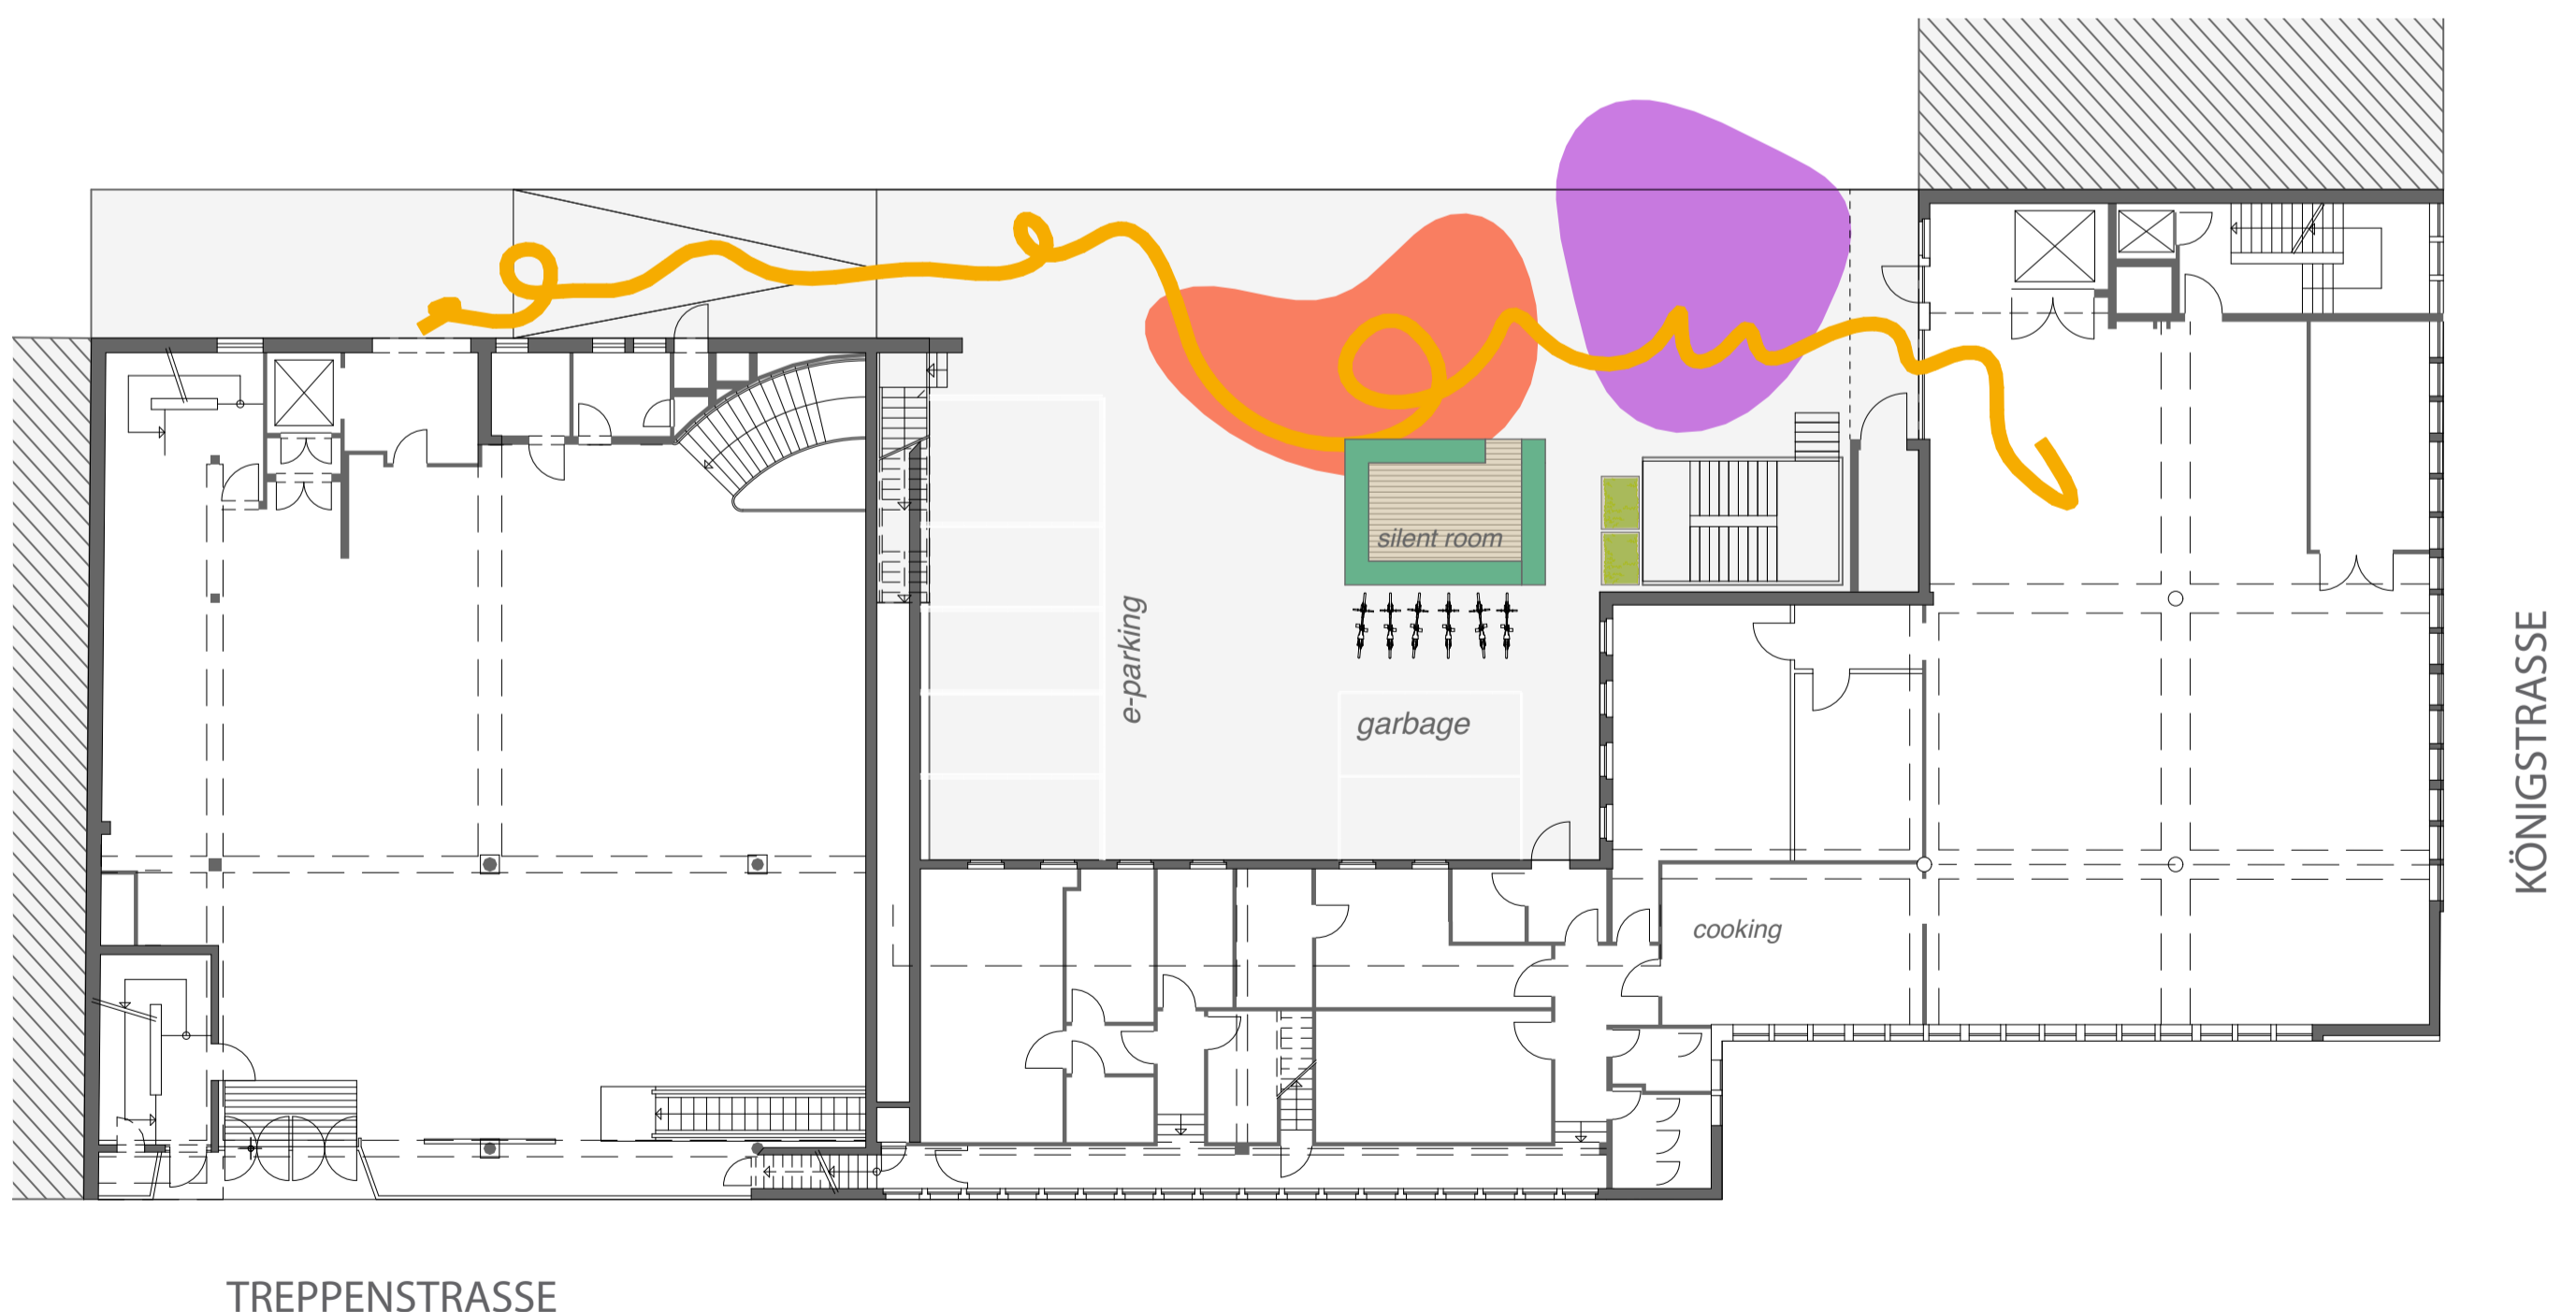 silent room
e-parking
garbage
cooking
KÖNIGSTRASSE
TREPPENSTRASSE